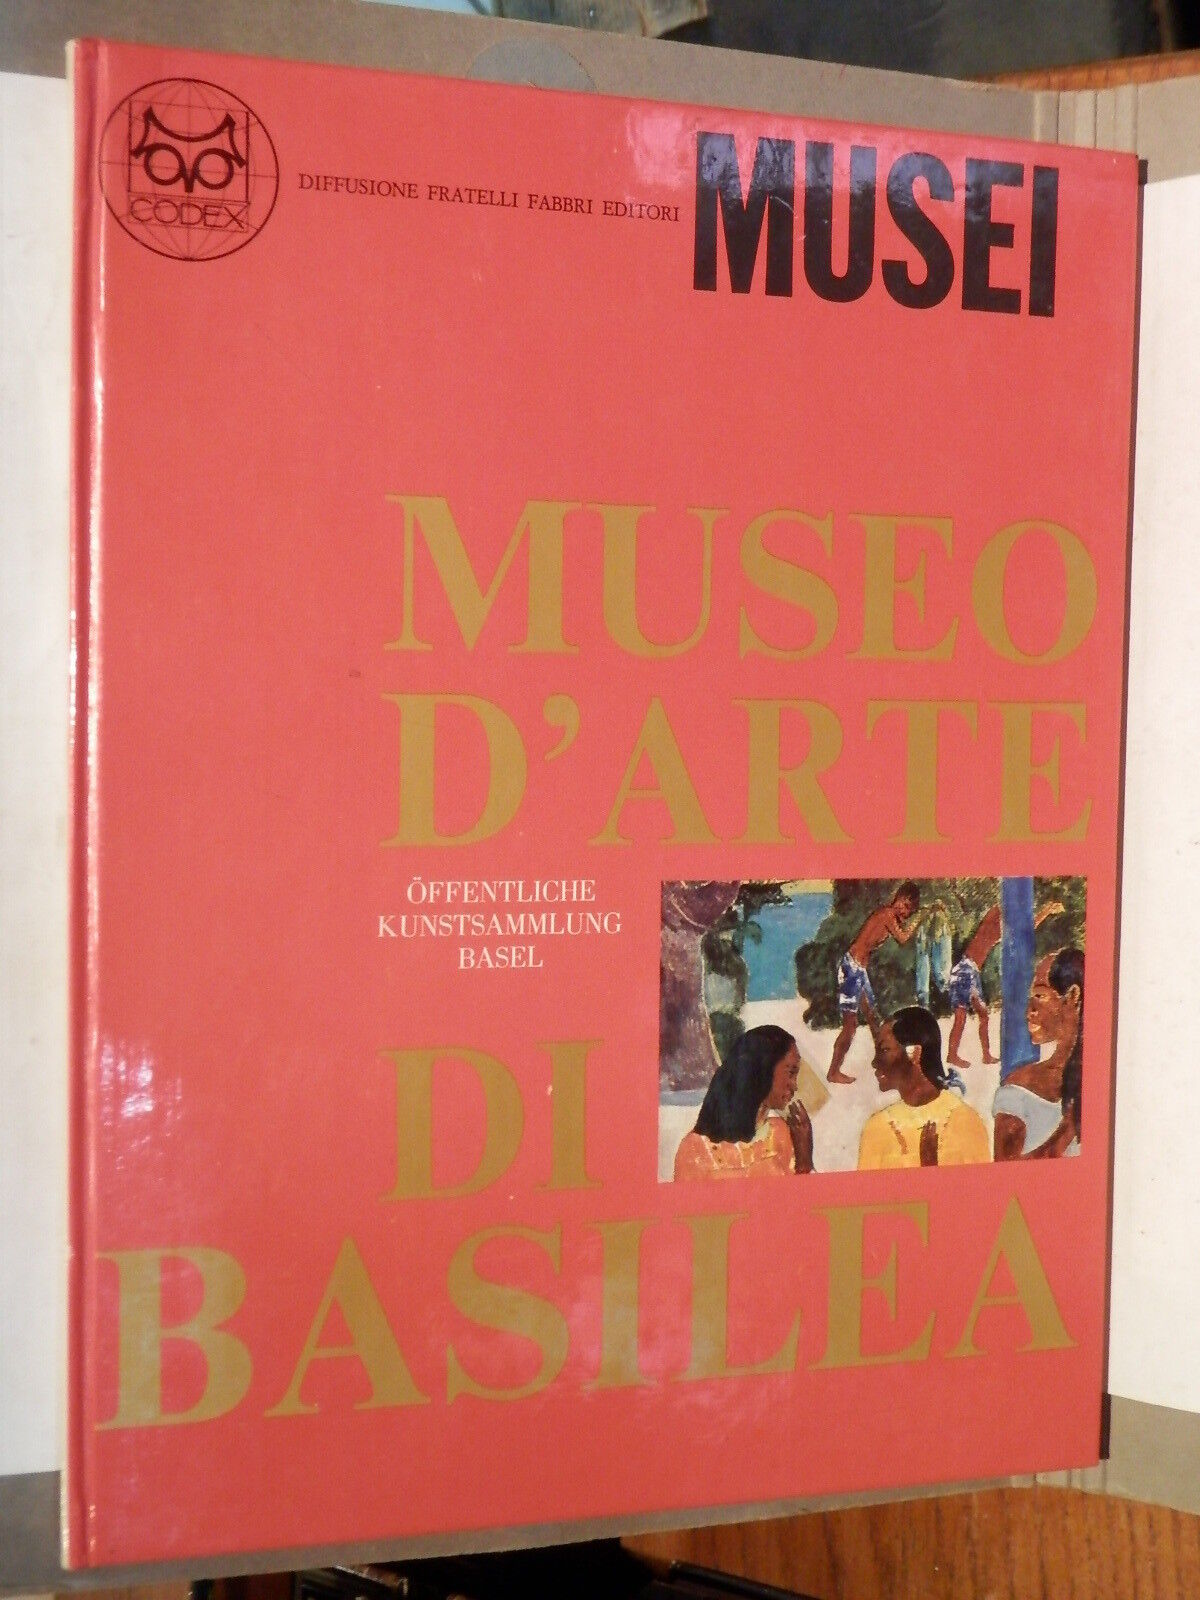 CODEX
DIFFUSIONE FRATELLI FABBRI EDITORI
MUSEI
MUSEO
D'ARTE
ÖFFENTLICHE
KUNSTSAMMLUNG
BASEL
DI
BASILEA